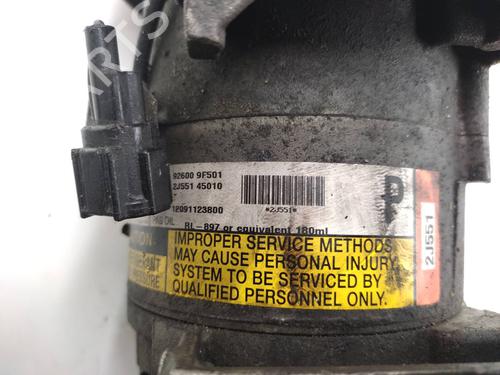 92600 9F501
2J551 45010
12091123800
*2J551*
RL-897 or equivalent 180ml
2J551
IMPROPER SERVICE METHODS
MAY CAUSE PERSONAL INJURY
SYSTEM TO BE SERVICED BY
QUALIFIED PERSONNEL ONLY.